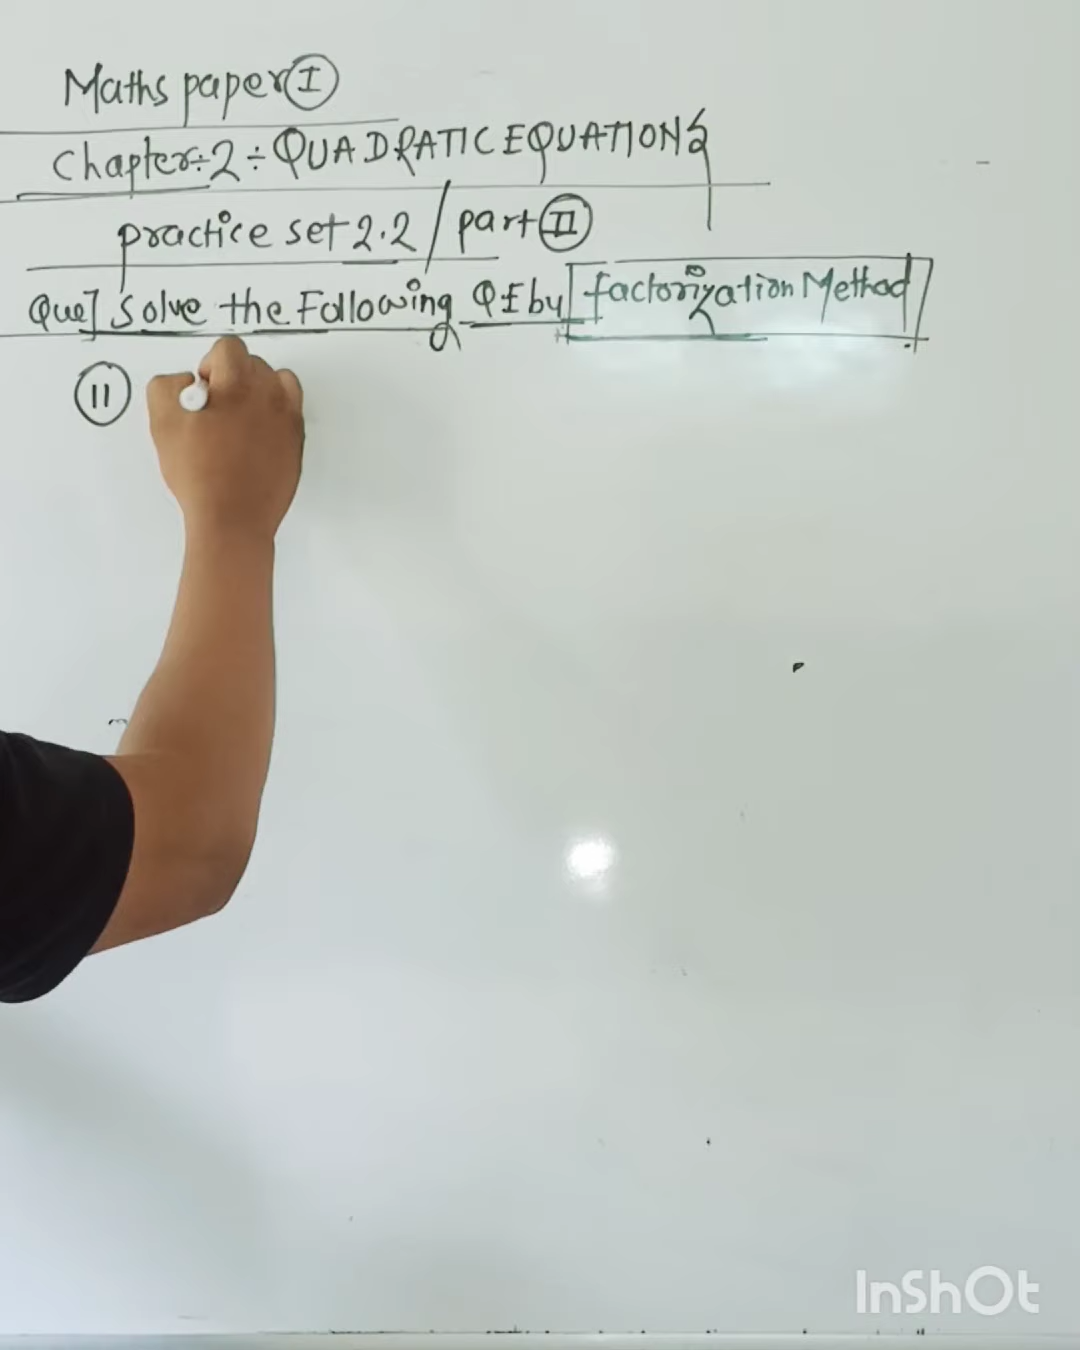 Maths paper I
Chapter÷2÷QUADRATIC EQUATIONS
practice set 2.2 / part II
Que] Solve the Following QE by factorization Method
11
InShOt